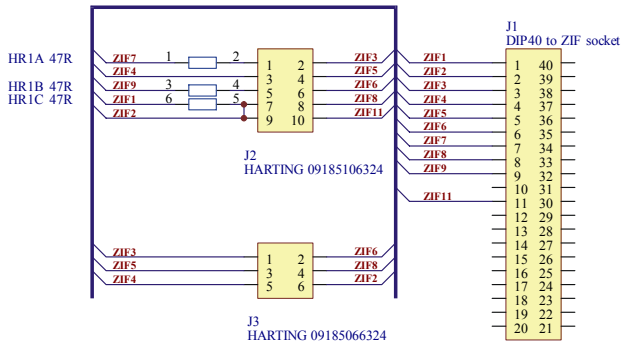 J1
DIP40 to ZIF socket
HR1A 47R ZIF7 1 2 1 2 ZIF3 ZIF1 1 40
ZIF4 3 4 ZIF5 ZIF2 2 39
HR1B 47R ZIF9 3 4 5 6 ZIF6 ZIF3 3 38
HR1C 47R ZIF1 6 5 7 8 ZIF8 ZIF4 4 37
ZIF2 9 10 ZIF11 ZIF5 5 36
ZIF6 6 35
ZIF7 7 34
ZIF8 8 33
ZIF9 9 32
J2
HARTING 09185106324
10 31
ZIF11 11 30
12 29
13 28
14 27
ZIF3 1 2 ZIF6 15 26
ZIF5 3 4 ZIF8 16 25
ZIF4 5 6 ZIF2 17 24
18 23
19 22
20 21
J3
HARTING 09185066324